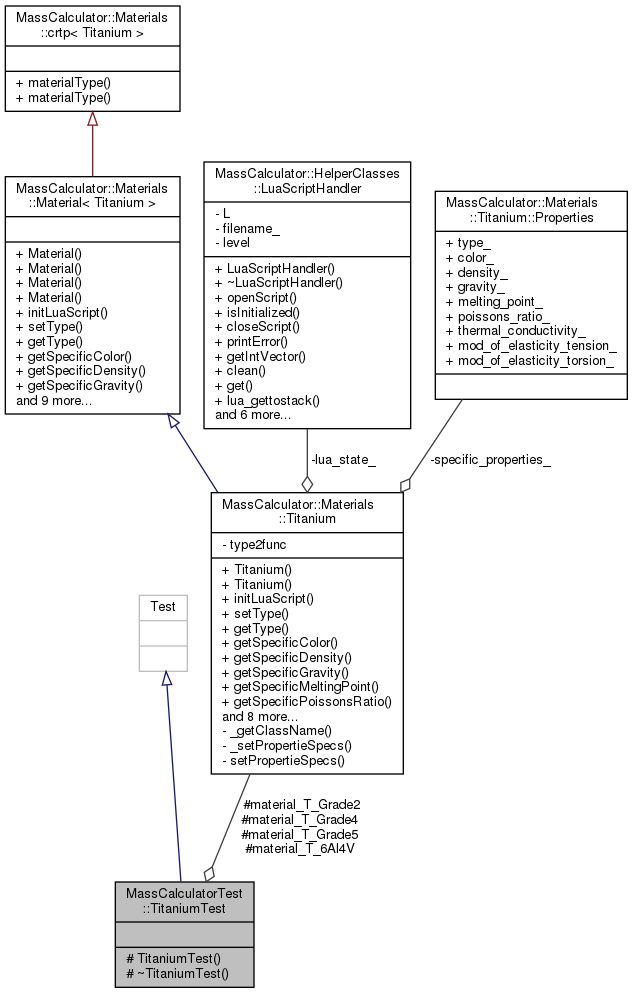 MassCalculator::Materials
::crtp< Titanium >
+ materialType()
+ materialType()
MassCalculator::Materials
::Material< Titanium >
+ Material()
+ Material()
+ Material()
+ Material()
+ initLuaScript()
+ setType()
+ getType()
+ getSpecificColor()
+ getSpecificDensity()
+ getSpecificGravity()
and 9 more...
MassCalculator::HelperClasses
::LuaScriptHandler
- L
- filename_
- level
+ LuaScriptHandler()
+ ~LuaScriptHandler()
+ openScript()
+ isInitialized()
+ closeScript()
+ printError()
+ getIntVector()
+ clean()
+ get()
+ lua_gettostack()
and 6 more...
MassCalculator::Materials
::Titanium::Properties
+ type_
+ color_
+ density_
+ gravity_
+ melting_point_
+ poissons_ratio_
+ thermal_conductivity_
+ mod_of_elasticity_tension_
+ mod_of_elasticity_torsion_
-lua_state_
-specific_properties_
MassCalculator::Materials
::Titanium
- type2func
+ Titanium()
+ Titanium()
+ initLuaScript()
+ setType()
+ getType()
+ getSpecificColor()
+ getSpecificDensity()
+ getSpecificGravity()
+ getSpecificMeltingPoint()
+ getSpecificPoissonsRatio()
and 8 more...
- _getClassName()
- _setPropertieSpecs()
- setPropertieSpecs()
Test
#material_T_Grade2
#material_T_Grade4
#material_T_Grade5
#material_T_6Al4V
MassCalculatorTest
::TitaniumTest
# TitaniumTest()
# ~TitaniumTest()